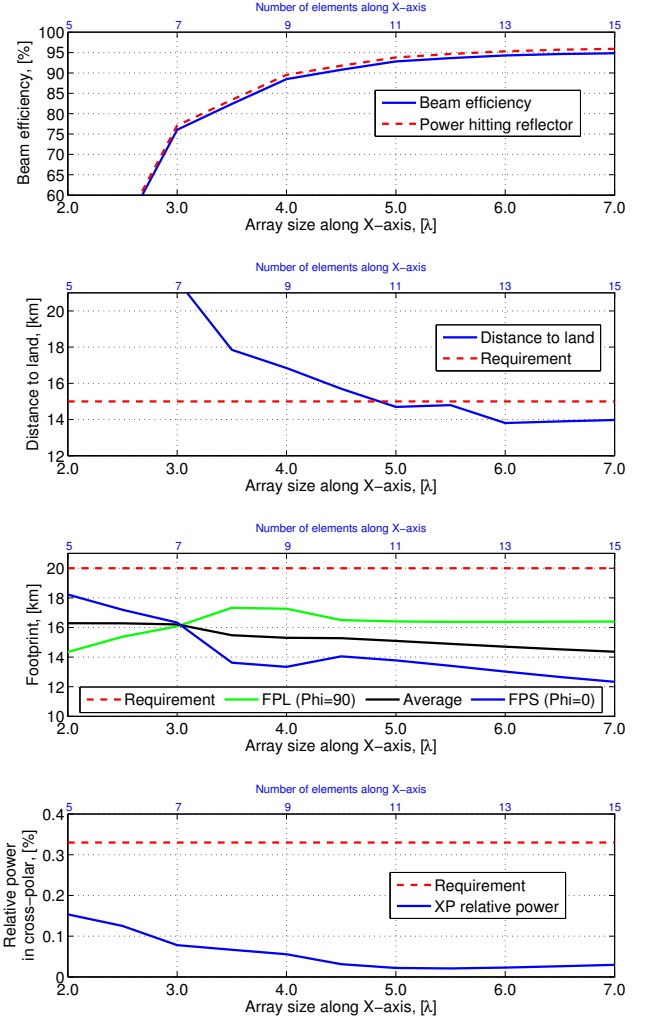 Number of elements along X-axis
5 7 9 11 13 15
100
95
90
85
80
75
70
65
60
Beam efficiency, [%]
Beam efficiency
Power hitting reflector
2.0 3.0 4.0 5.0 6.0 7.0
Array size along X-axis, [λ]
Number of elements along X-axis
5 7 9 11 13 15
20
18
16
14
12
Distance to land, [km]
Distance to land
Requirement
2.0 3.0 4.0 5.0 6.0 7.0
Array size along X-axis, [λ]
Number of elements along X-axis
5 7 9 11 13 15
20
18
16
14
12
10
Footprint, [km]
Requirement FPL (Phi=90) Average FPS (Phi=0)
2.0 3.0 4.0 5.0 6.0 7.0
Array size along X-axis, [λ]
Number of elements along X-axis
5 7 9 11 13 15
0.4
0.3
0.2
0.1
0
Relative power
in cross-polar, [%]
Requirement
XP relative power
2.0 3.0 4.0 5.0 6.0 7.0
Array size along X-axis, [λ]